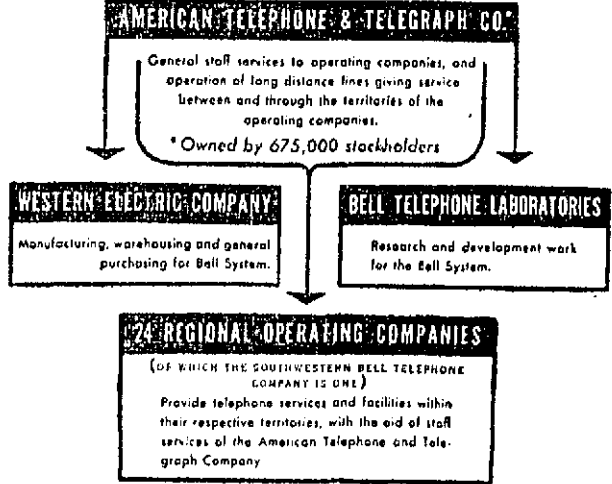 AMERICAN TELEPHONE & TELEGRAPH CO.*
General staff services to operating companies, and
operation of long distance lines giving service
between and through the territories of the
operating companies.
*Owned by 675,000 stockholders
WESTERN ELECTRIC COMPANY
Manufacturing, warehousing and general
purchasing for Bell System.
BELL TELEPHONE LABORATORIES
Research and development work
for the Bell System.
24 REGIONAL OPERATING COMPANIES
(OF WHICH THE SOUTHWESTERN BELL TELEPHONE
COMPANY IS ONE)
Provide telephone services and facilities within
their respective territories, with the aid of staff
services of the American Telephone and Tele-
graph Company